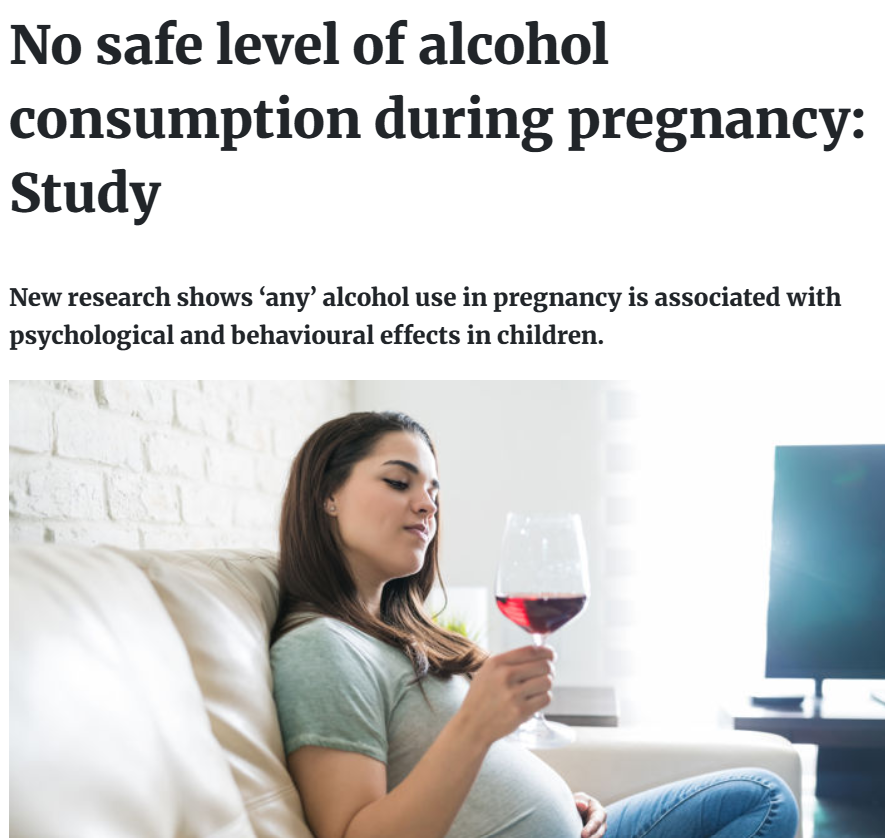 No safe level of alcohol
consumption during pregnancy:
Study
New research shows ‘any’ alcohol use in pregnancy is associated with
psychological and behavioural effects in children.